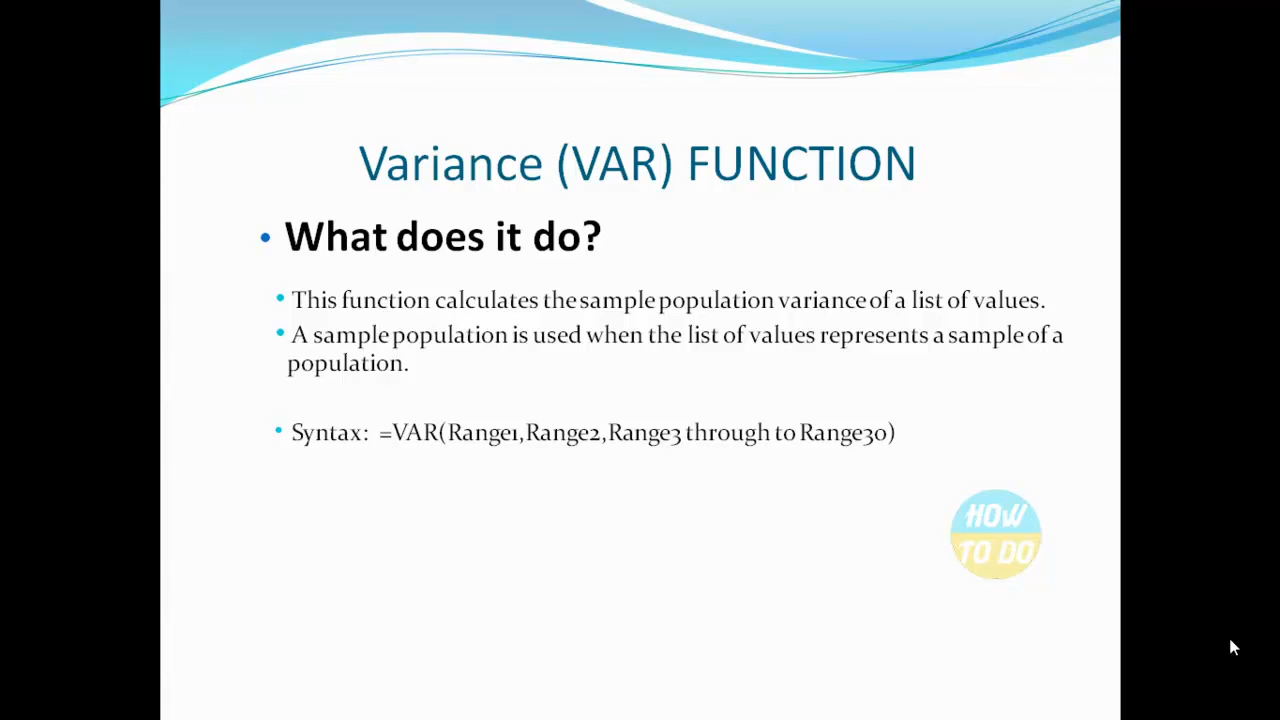 Variance (VAR) FUNCTION
• What does it do?
• This function calculates the sample population variance of a list of values.
• A sample population is used when the list of values represents a sample of a
population.
• Syntax: =VAR(Range1,Range2,Range3 through to Range30)
HOW
TO DO